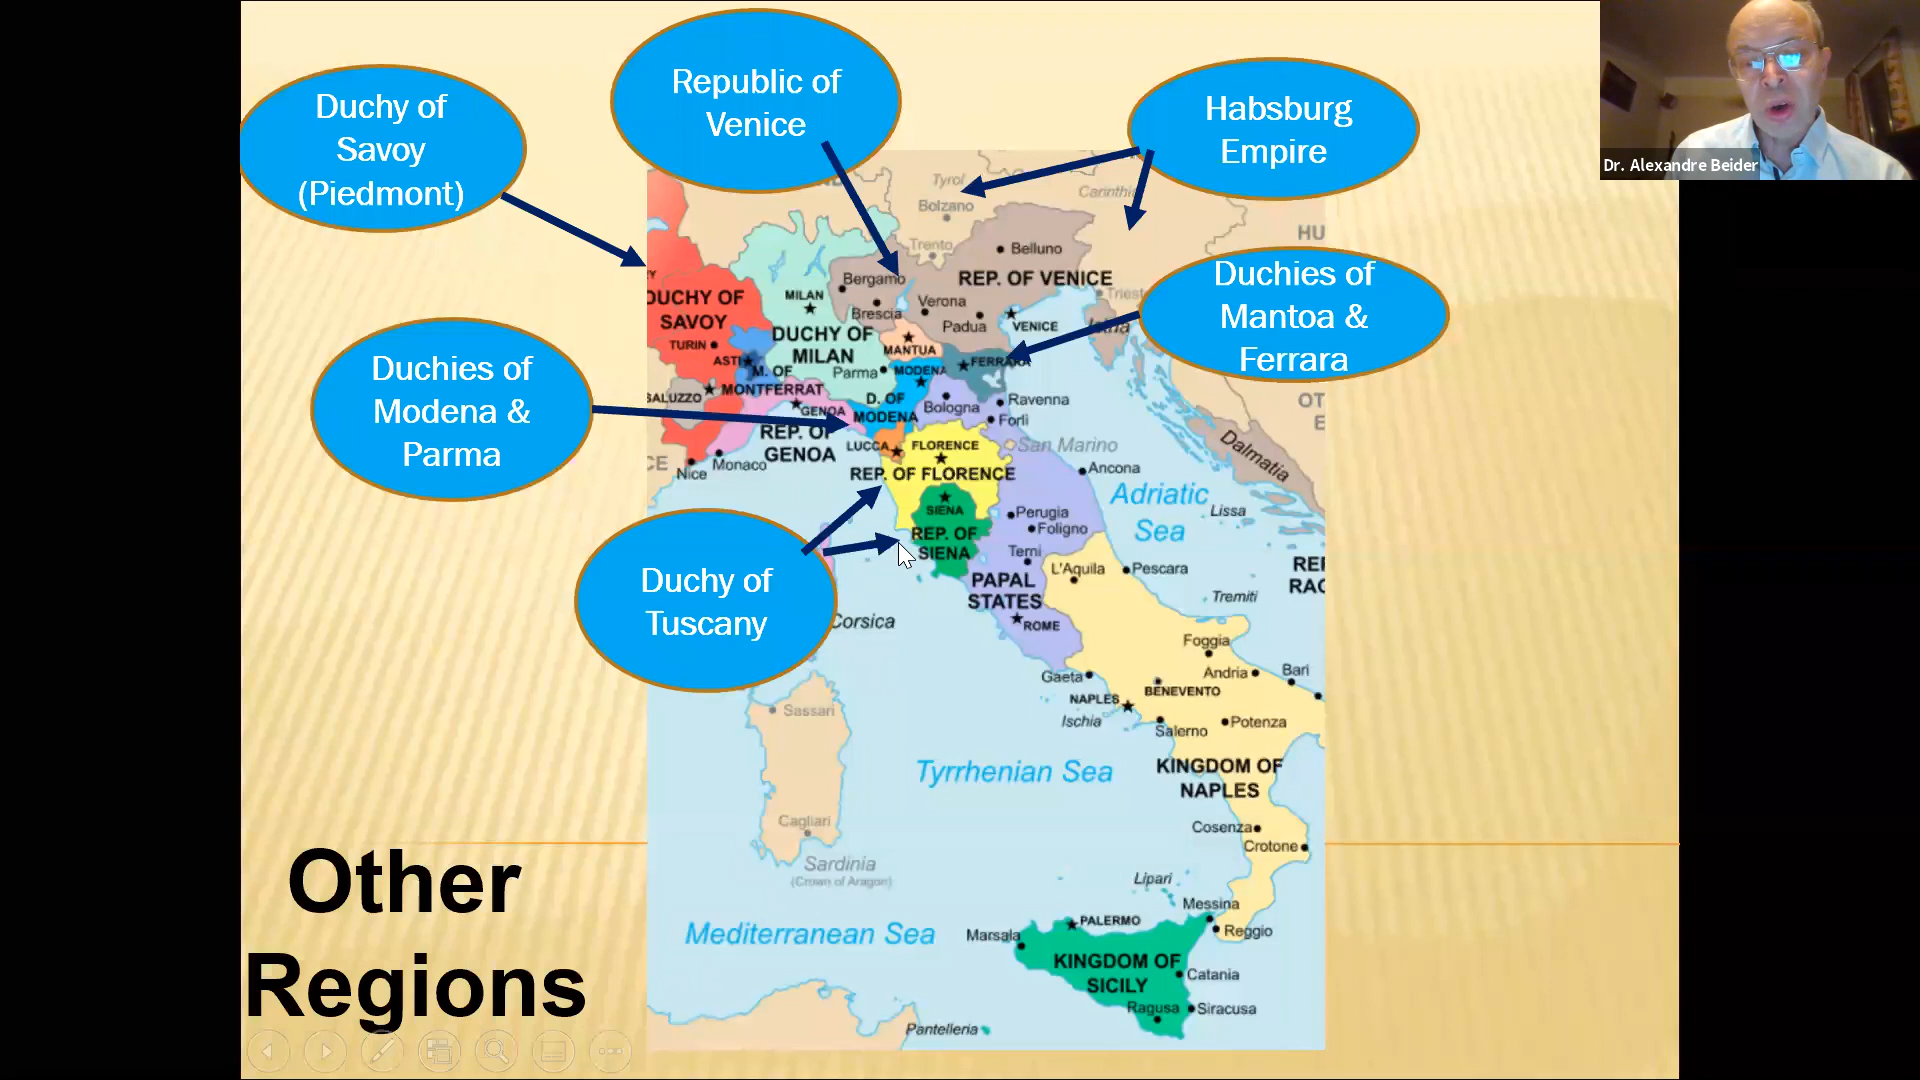 Duchy of
Savoy
(Piedmont)
Republic of
Venice
Habsburg
Empire
Dr. Alexandre Beider
Duchies of
Mantoa &
Ferrara
Duchies of
Modena &
Parma
Duchy of
Tuscany
Other
Regions
Tyrol
Carinthia
Bolzano
Trento
Belluno
HU
REP. OF VENICE
Bergamo
MILAN
Brescia
Verona
Padua
VENICE
Trieste
Istria
DUCHY OF
SAVOY
TURIN
ASTI
DUCHY OF
MILAN
MANTUA
FERRARA
Parma
MODENA
M. OF
MONTFERRAT
SALUZZO
GENOA
D. OF
MODENA
Bologna
Ravenna
Forlì
REP. OF
GENOA
LUCCA
FLORENCE
San Marino
REP. OF FLORENCE
CE
Nice
Monaco
Ancona
OT
E
Dalmatia
Adriatic
Sea
Lissa
SIENA
REP. OF
SIENA
Perugia
Foligno
Terni
L'Aquila
Pescara
PAPAL
STATES
ROME
REP
RAG
Tremiti
Corsica
Foggia
Andria
Bari
Gaeta
NAPLES
BENEVENTO
Ischia
Salerno
Potenza
Sassari
Tyrrhenian Sea
KINGDOM OF
NAPLES
Cagliari
Cosenza
Crotone
Sardinia
(Crown of Aragon)
Lipari
Messina
Mediterranean Sea
Marsala
PALERMO
Reggio
KINGDOM OF
SICILY
Catania
Ragusa
Siracusa
Pantelleria